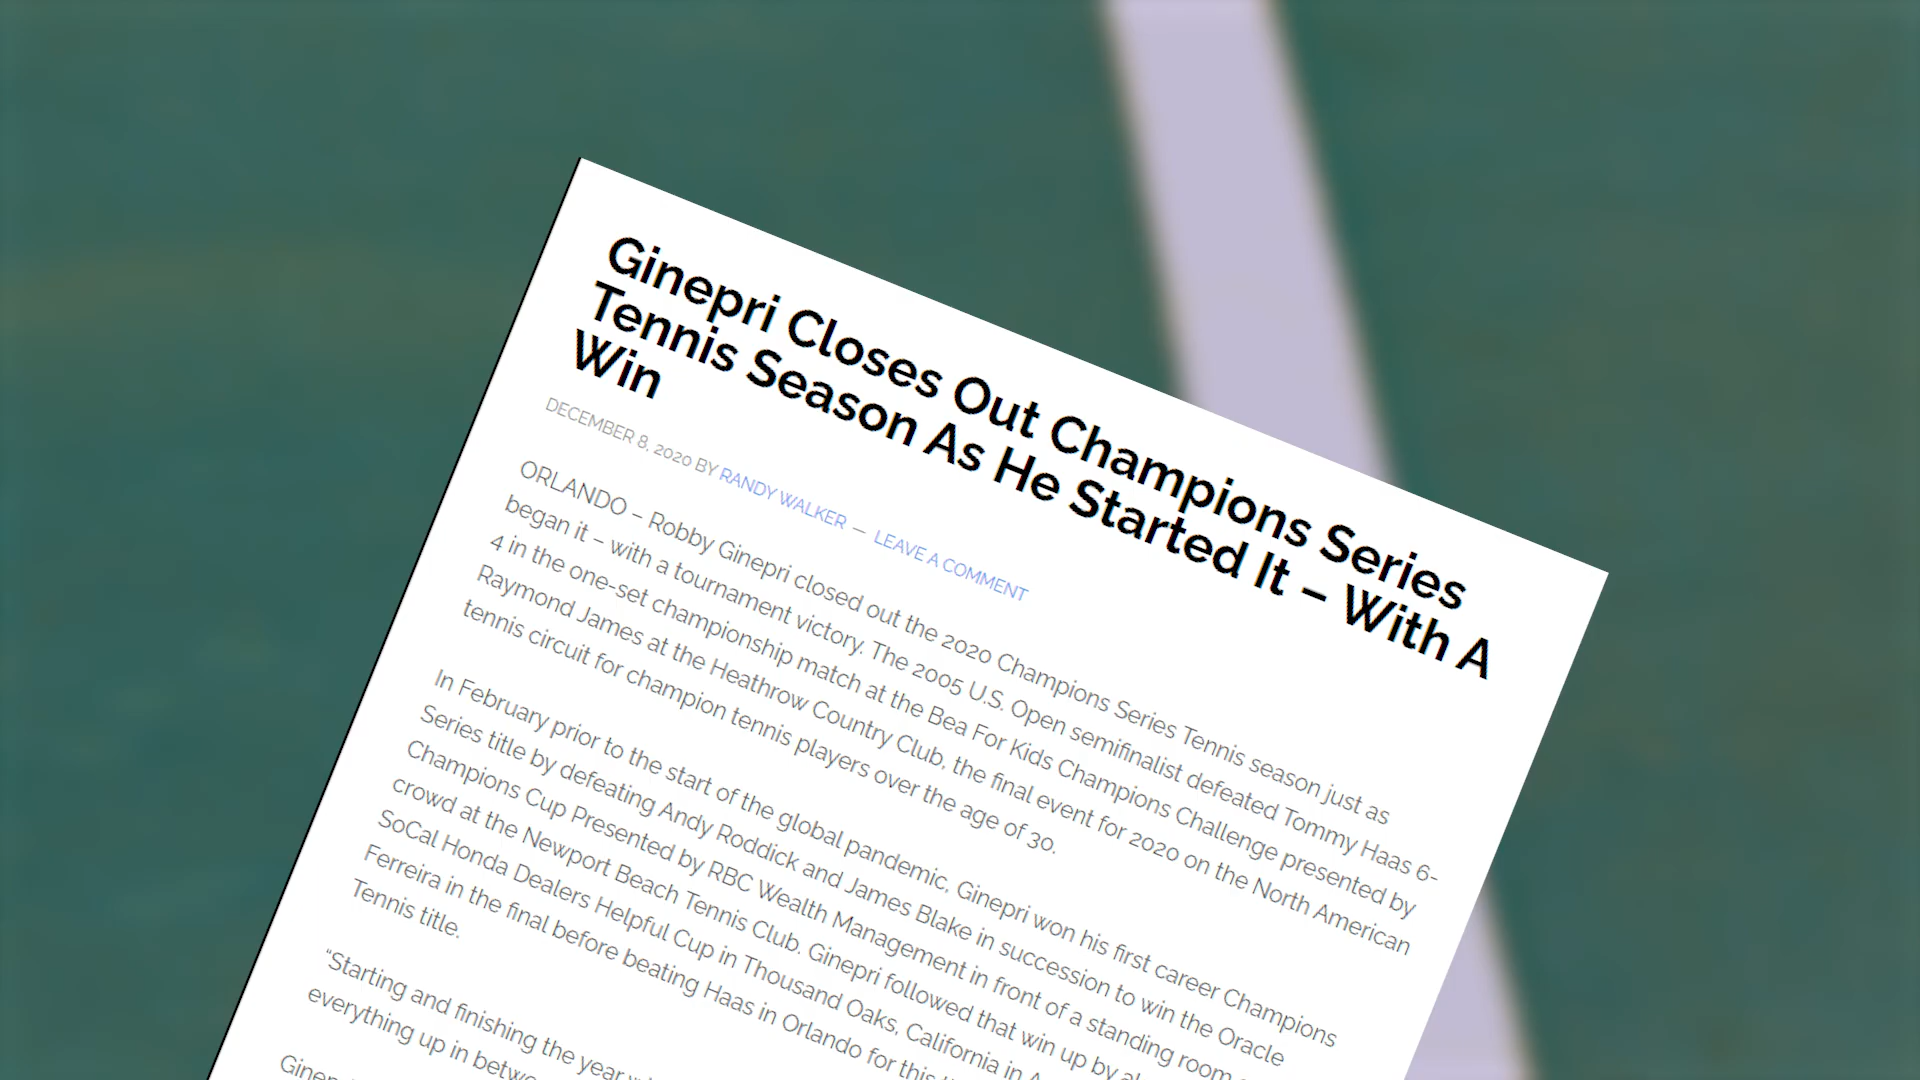 Ginepri Closes Out Champions Series
Tennis Season As He Started It – With A
Win
DECEMBER 8, 2020 BY RANDY WALKER — LEAVE A COMMENT
ORLANDO – Robby Ginepri closed out the 2020 Champions Series Tennis season just as
began it – with a tournament victory. The 2005 U.S. Open semifinalist defeated Tommy Haas 6-
4 in the one-set championship match at the Bea For Kids Champions Challenge presented by
Raymond James at the Heathrow Country Club, the final event for 2020 on the North American
tennis circuit for champion tennis players over the age of 30.
In February prior to the start of the global pandemic, Ginepri won his first career Champions
Series title by defeating Andy Roddick and James Blake in succession to win the Oracle
Champions Cup Presented by RBC Wealth Management in front of a standing room
crowd at the Newport Beach Tennis Club. Ginepri followed that win up by
SoCal Honda Dealers Helpful Cup in Thousand Oaks, California in
Ferreira in the final before beating Haas in Orlando for this
Tennis title.
“Starting and finishing the year
everything up in